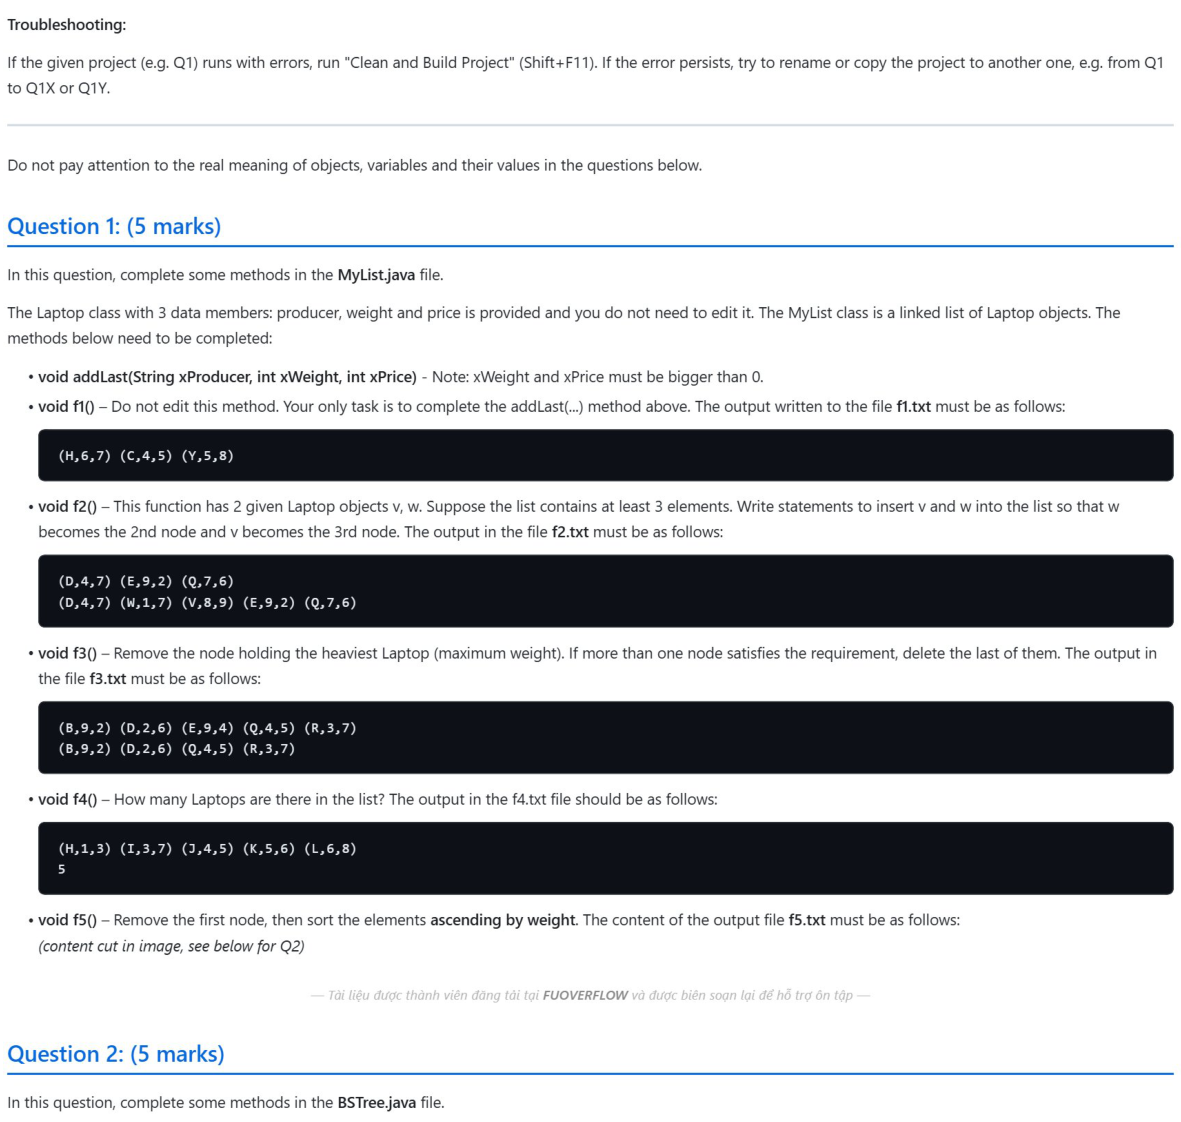 Troubleshooting:
If the given project (e.g. Q1) runs with errors, run "Clean and Build Project" (Shift+F11). If the error persists, try to rename or copy the project to another one, e.g. from Q1
to Q1X or Q1Y.
Do not pay attention to the real meaning of objects, variables and their values in the questions below.
Question 1: (5 marks)
In this question, complete some methods in the MyList.java file.
The Laptop class with 3 data members: producer, weight and price is provided and you do not need to edit it. The MyList class is a linked list of Laptop objects. The
methods below need to be completed:
• void addLast(String xProducer, int xWeight, int xPrice) - Note: xWeight and xPrice must be bigger than 0.
• void f1() – Do not edit this method. Your only task is to complete the addLast(...) method above. The output written to the file f1.txt must be as follows:
(H,6,7) (C,4,5) (Y,5,8)
• void f2() – This function has 2 given Laptop objects v, w. Suppose the list contains at least 3 elements. Write statements to insert v and w into the list so that w
becomes the 2nd node and v becomes the 3rd node. The output in the file f2.txt must be as follows:
(D,4,7) (E,9,2) (Q,7,6)
(D,4,7) (W,1,7) (V,8,9) (E,9,2) (Q,7,6)
• void f3() – Remove the node holding the heaviest Laptop (maximum weight). If more than one node satisfies the requirement, delete the last of them. The output in
the file f3.txt must be as follows:
(B,9,2) (D,2,6) (E,9,4) (Q,4,5) (R,3,7)
(B,9,2) (D,2,6) (Q,4,5) (R,3,7)
• void f4() – How many Laptops are there in the list? The output in the f4.txt file should be as follows:
(H,1,3) (I,3,7) (J,4,5) (K,5,6) (L,6,8)
5
• void f5() – Remove the first node, then sort the elements ascending by weight. The content of the output file f5.txt must be as follows:
(content cut in image, see below for Q2)
— Tài liệu được thành viên đăng tải tại FUOVERFLOW và được biên soạn lại để hỗ trợ ôn tập —
Question 2: (5 marks)
In this question, complete some methods in the BSTree.java file.